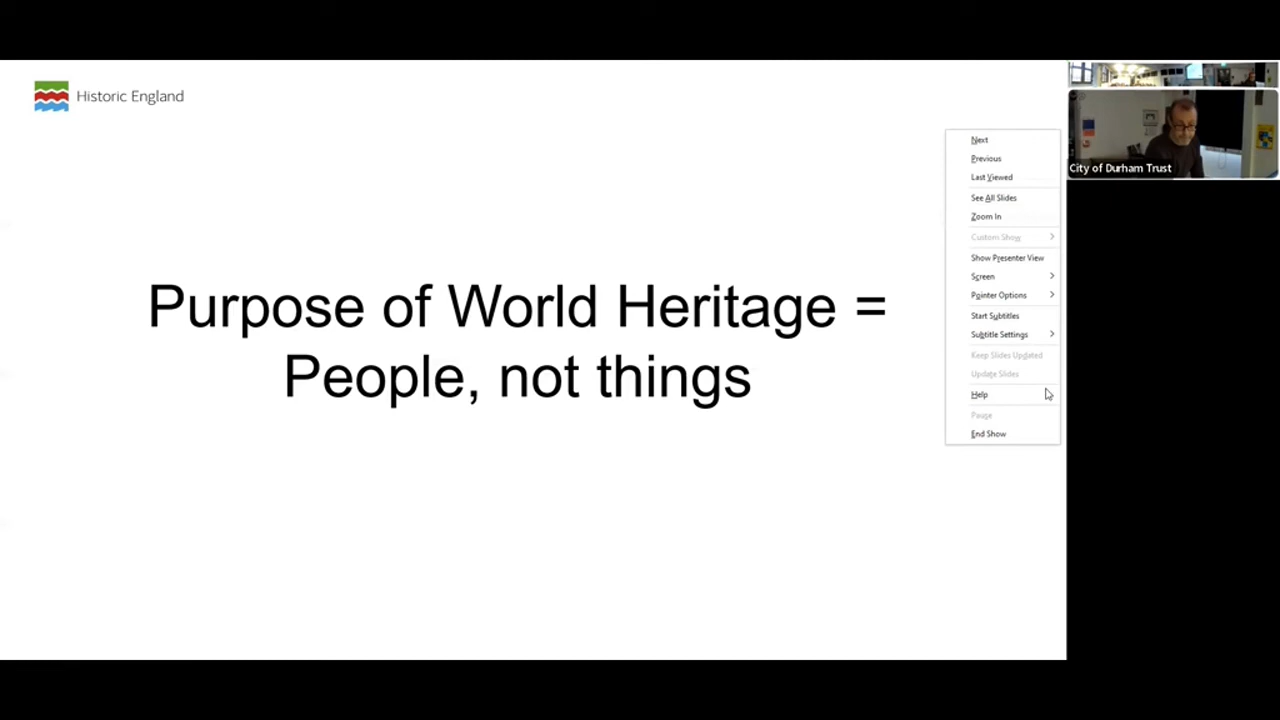 Historic England
Purpose of World Heritage =
People, not things
Next
Previous
Last Viewed
See All Slides
Zoom In
Custom Show
Show Presenter View
Screen
Pointer Options
Start Subtitles
Subtitle Settings
Keep Slides Updated
Update Slides
Help
Pause
End Show
City of Durham Trust